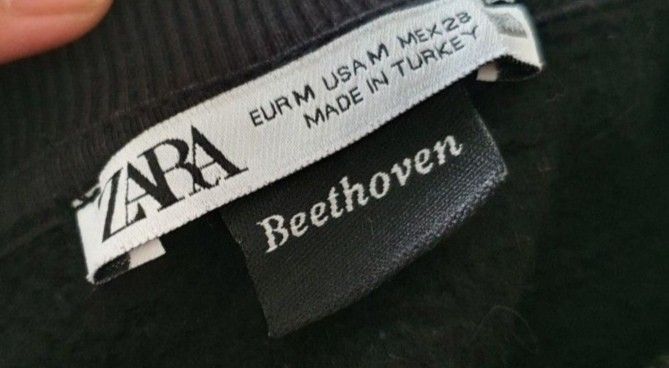 ZARA
EUR M USA M MEX 28
MADE IN TURKEY
Beethoven